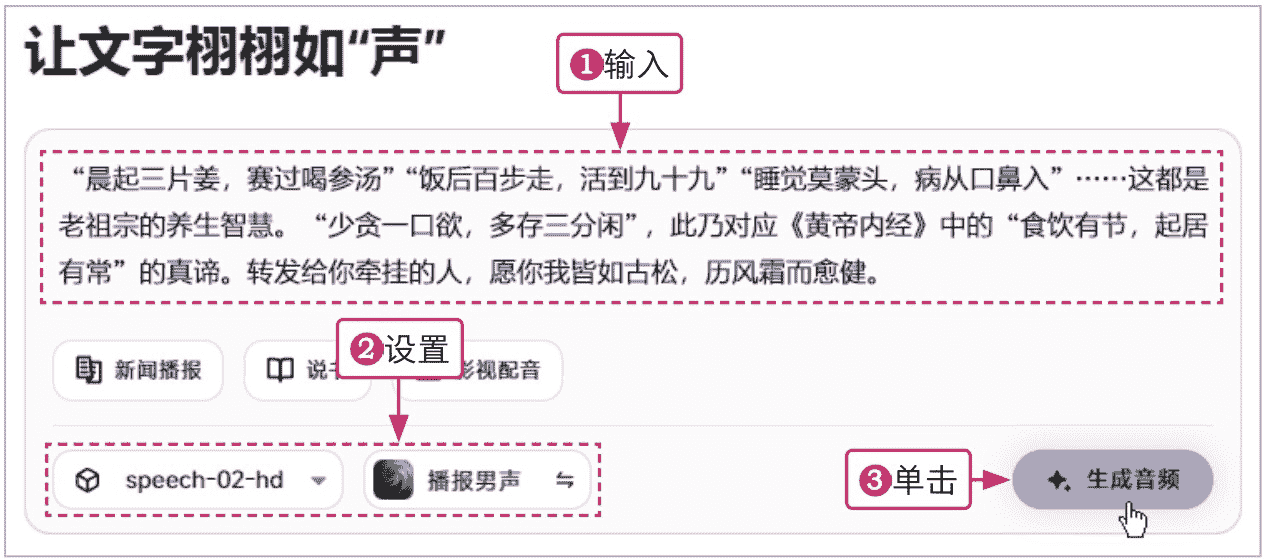 让文字栩栩如“声”
❶输入
“晨起三片姜，赛过喝参汤”“饭后百步走，活到九十九”“睡觉莫蒙头，病从口鼻入”……这都是
老祖宗的养生智慧。“少贪一口欲，多存三分闲”，此乃对应《黄帝内经》中的“食饮有节，起居
有常”的真谛。转发给你牵挂的人，愿你我皆如古松，历风霜而愈健。
❷设置
新闻播报 说 影视配音
speech-02-hd 播报男声 ❸单击 生成音频